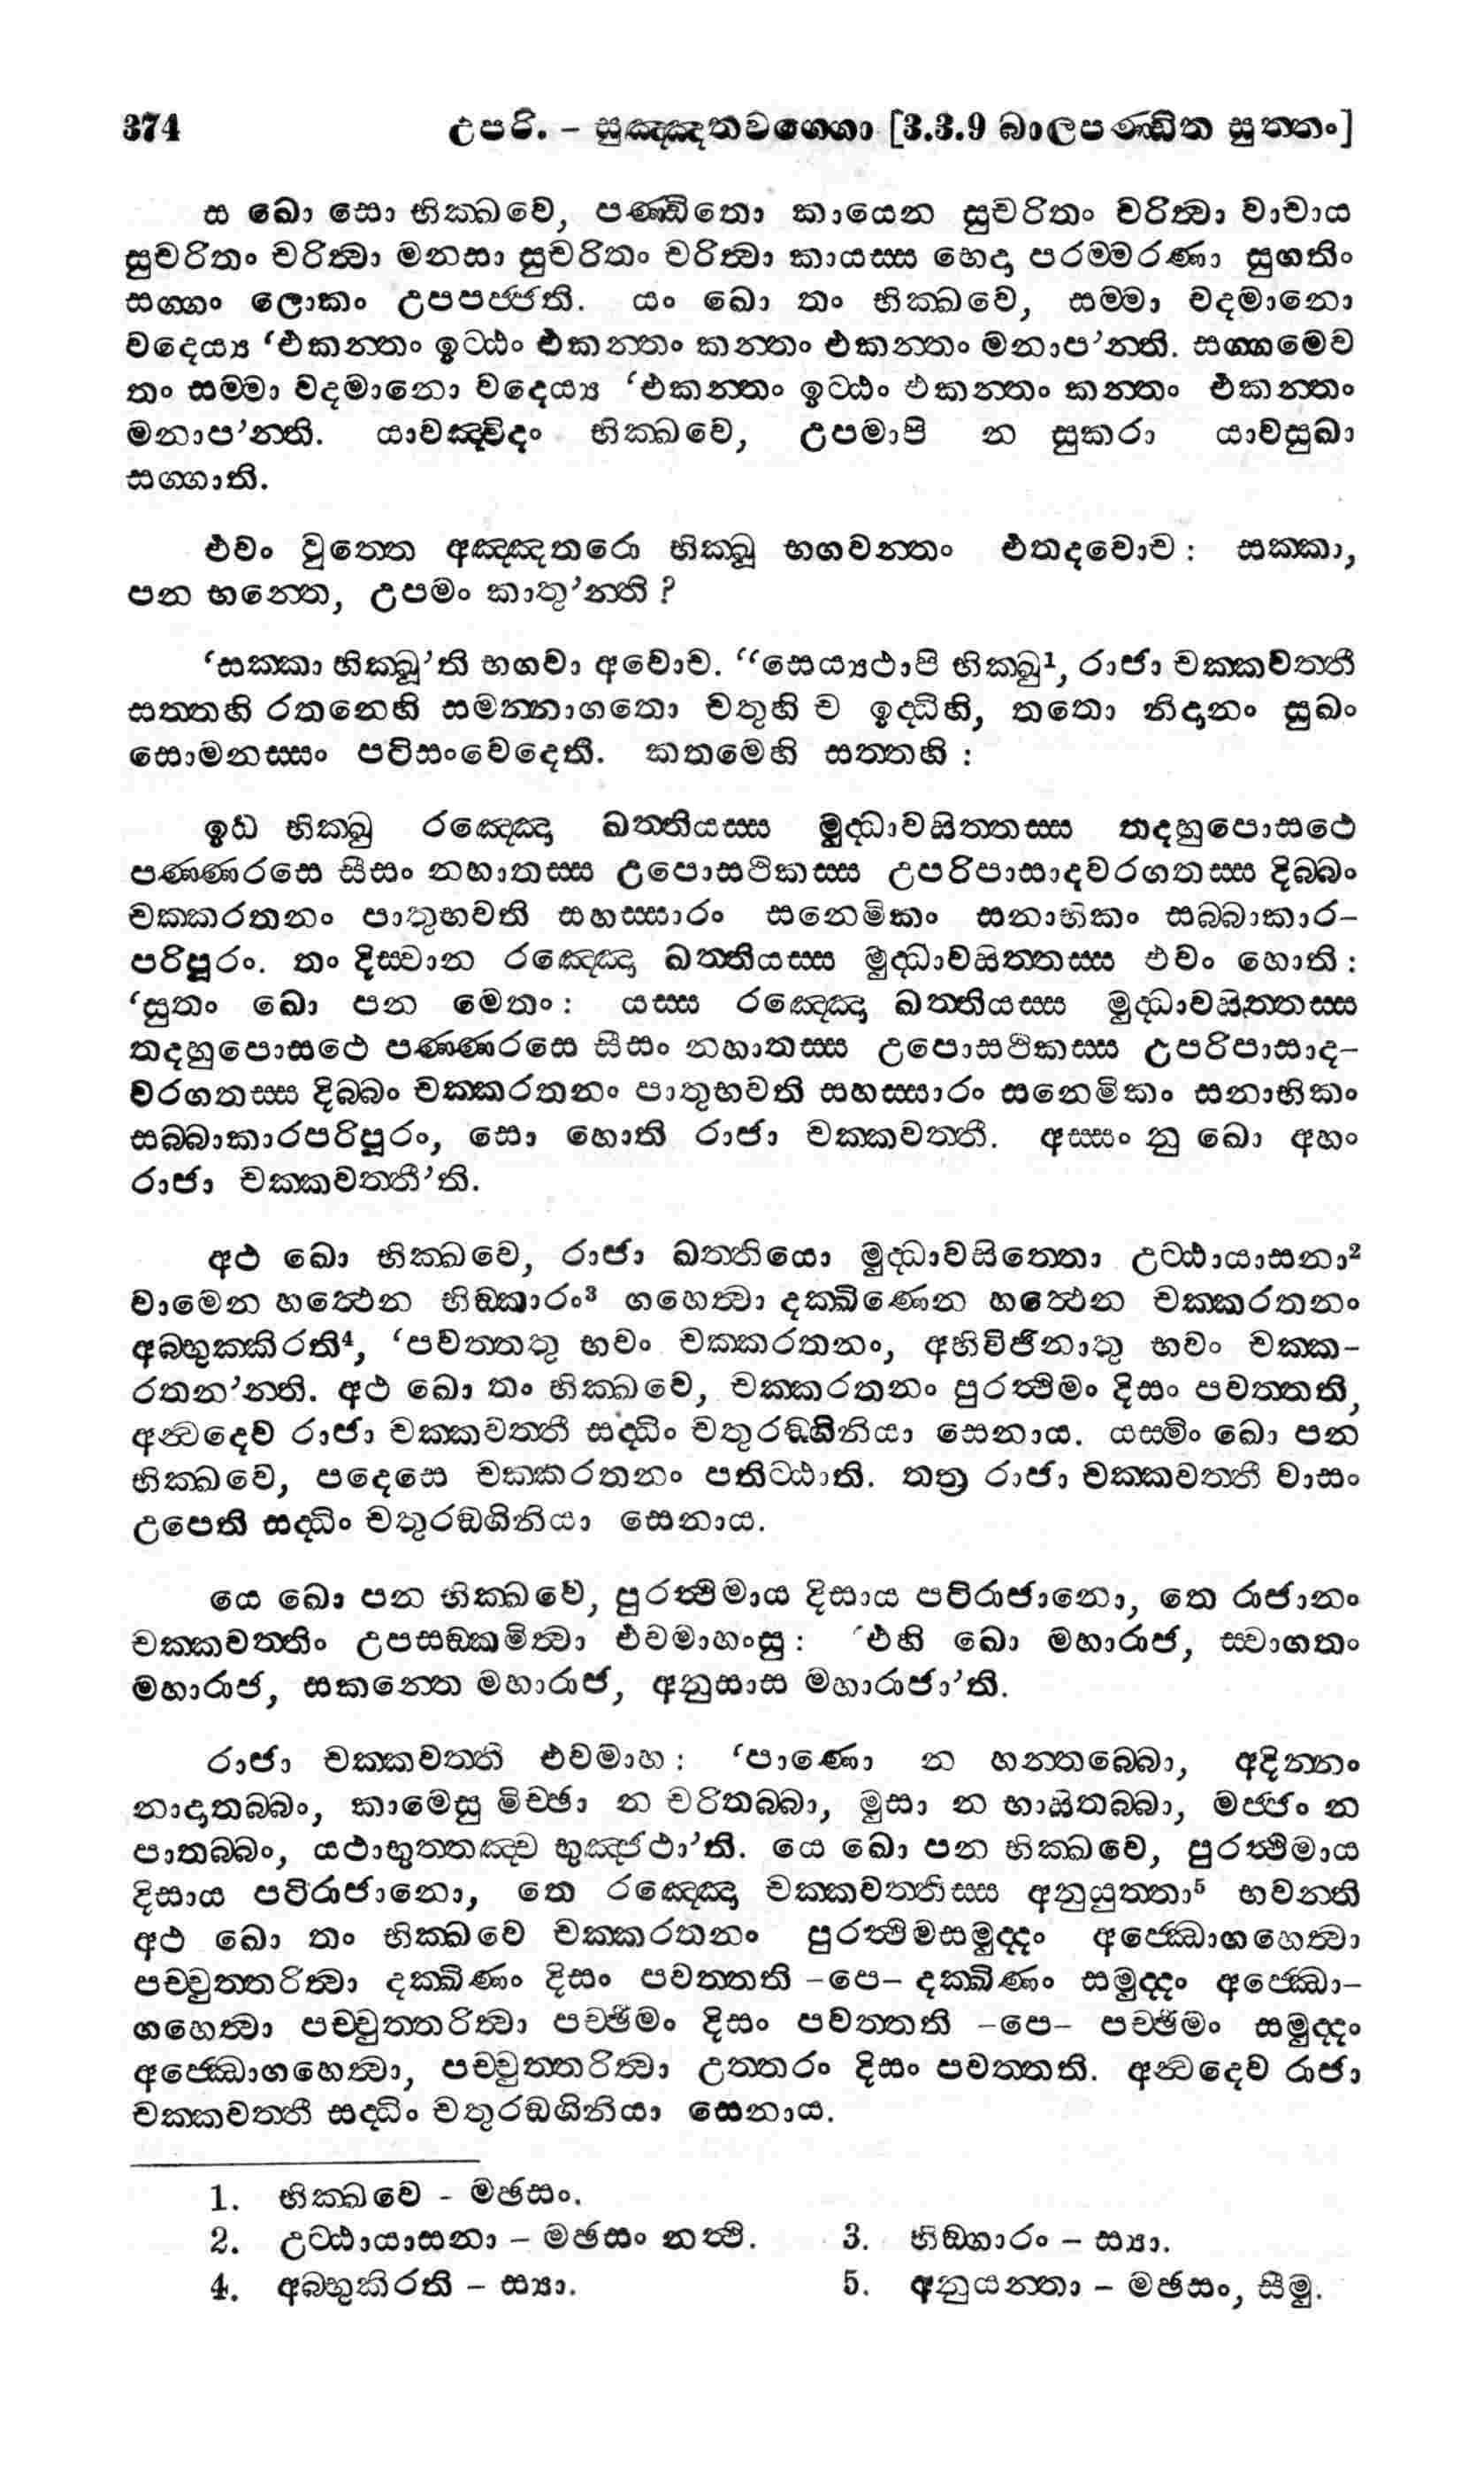 374 උපරි. – සුඤ්ඤතවග්ගො [3.3.9 බාලපණ්ඩිත සුත්තං]
ස ඛො සො භික්ඛවෙ, පණ්ඩිතො කායෙන සුචරිතං චරිත්වා වාචාය
සුචරිතං චරිත්වා මනසා සුචරිතං චරිත්වා කායස්ස භෙදා පරම්මරණා සුගතිං
සග්ගං ලොකං උපපජ්ජති. යං ඛො තං භික්ඛවෙ, සම්මා වදමානො
වදෙය්‍ය ‘එකන්තං ඉට්ඨං එකන්තං කන්තං එකන්තං මනාප’න්ති. සග්ගමෙව
තං සම්මා වදමානො වදෙය්‍ය ‘එකන්තං ඉට්ඨං එකන්තං කන්තං එකන්තං
මනාප’න්ති. යාවඤ්චිදං භික්ඛවෙ, උපමාපි න සුකරා යාවසුඛා
සග්ගාති.
එවං වුත්තෙ අඤ්ඤතරො භික්ඛූ භගවන්තං එතදවොච: සක්කා,
පන භන්තෙ, උපමං කාතු’න්ති?
‘සක්කා භික්ඛූ’ති භගවා අවොච. “සෙය්‍යථාපි භික්ඛු¹, රාජා චක්කවත්තී
සත්තහි රතනෙහි සමන්නාගතො චතුහි ච ඉද්ධිහි, තතො නිදානං සුඛං
සොමනස්සං පටිසංවෙදෙති. කතමෙහි සත්තහි:
ඉධ භික්ඛු රඤ්ඤො ඛත්තියස්ස මුද්ධාවසිත්තස්ස තදහුපොසථෙ
පණ්ණරසෙ සීසං නහාතස්ස උපොසථිකස්ස උපරිපාසාදවරගතස්ස දිබ්බං
චක්කරතනං පාතුභවති සහස්සාරං සනෙමිකං සනාභිකං සබ්බාකාර–
පරිපූරං. තං දිස්වාන රඤ්ඤො ඛත්තියස්ස මුද්ධාවසිත්තස්ස එවං හොති:
‘සුතං ඛො පන මෙතං: යස්ස රඤ්ඤො ඛත්තියස්ස මුද්ධාවසිත්තස්ස
තදහුපොසථෙ පණ්ණරසෙ සීසං නහාතස්ස උපොසථිකස්ස උපරිපාසාද–
වරගතස්ස දිබ්බං චක්කරතනං පාතුභවති සහස්සාරං සනෙමිකං සනාභිකං
සබ්බාකාරපරිපූරං, සො හොති රාජා චක්කවත්තී. අස්සං නු ඛො අහං
රාජා චක්කවත්තී’ති.
අථ ඛො භික්ඛවෙ, රාජා ඛත්තියො මුද්ධාවසිත්තො උට්ඨායාසනා²
වාමෙන හත්ථෙන භිඞ්කාරං³ ගහෙත්වා දක්ඛිණෙන හත්ථෙන චක්කරතනං
අබ්භුක්කිරති⁴, ‘පවත්තතු භවං චක්කරතනං, අභිවිජිනාතු භවං චක්ක–
රතන’න්ති. අථ ඛො තං භික්ඛවෙ, චක්කරතනං පුරත්ථිමං දිසං පවත්තති,
අන්වදෙව රාජා චක්කවත්තී සද්ධිං චතුරඞ්ගිනියා සෙනාය. යස්මිං ඛො පන
භික්ඛවෙ, පදෙසෙ චක්කරතනං පතිට්ඨාති. තත්‍ර රාජා චක්කවත්තී වාසං
උපෙති සද්ධිං චතුරඞ්ගිනියා සෙනාය.
යෙ ඛො පන භික්ඛවෙ, පුරත්ථිමාය දිසාය පටිරාජානො, තෙ රාජානං
චක්කවත්තිං උපසඞ්කමිත්වා එවමාහංසු: ‘එහි ඛො මහාරාජ, ස්වාගතං
මහාරාජ, සකන්තෙ මහාරාජ, අනුසාස මහාරාජා’ති.
රාජා චක්කවත්ති එවමාහ: ‘පාණො න හන්තබ්බො, අදින්නං
නාදාතබ්බං, කාමෙසු මිච්ඡා න චරිතබ්බා, මුසා න භාසිතබ්බා, මජ්ජං න
පාතබ්බං, යථාභුත්තඤ්ච භුඤ්ජථා’ති. යෙ ඛො පන භික්ඛවෙ, පුරත්ථිමාය
දිසාය පටිරාජානො, තෙ රඤ්ඤො චක්කවත්තිස්ස අනුයුත්තා⁵ භවන්ති
අථ ඛො තං භික්ඛවෙ චක්කරතනං පුරත්ථිමසමුද්දං අජ්ඣොගහෙත්වා
පච්චුත්තරිත්වා දක්ඛිණං දිසං පවත්තති –පෙ– දක්ඛිණං සමුද්දං අජ්ඣො–
ගහෙත්වා පච්චුත්තරිත්වා පච්ඡිමං දිසං පවත්තති –පෙ– පච්ඡිමං සමුද්දං
අජ්ඣොගහෙත්වා, පච්චුත්තරිත්වා උත්තරං දිසං පවත්තති. අන්වදෙව රාජා
චක්කවත්තී සද්ධිං චතුරඞ්ගිනියා සෙනාය.
1. භික්ඛවෙ – මඡසං.
2. උට්ඨායාසනා – මඡසං නත්ථි. 3. භිඞ්ගාරං – ස්‍යා.
4. අබ්භුකිරති – ස්‍යා. 5. අනුයන්තා – මඡසං, සීමු.